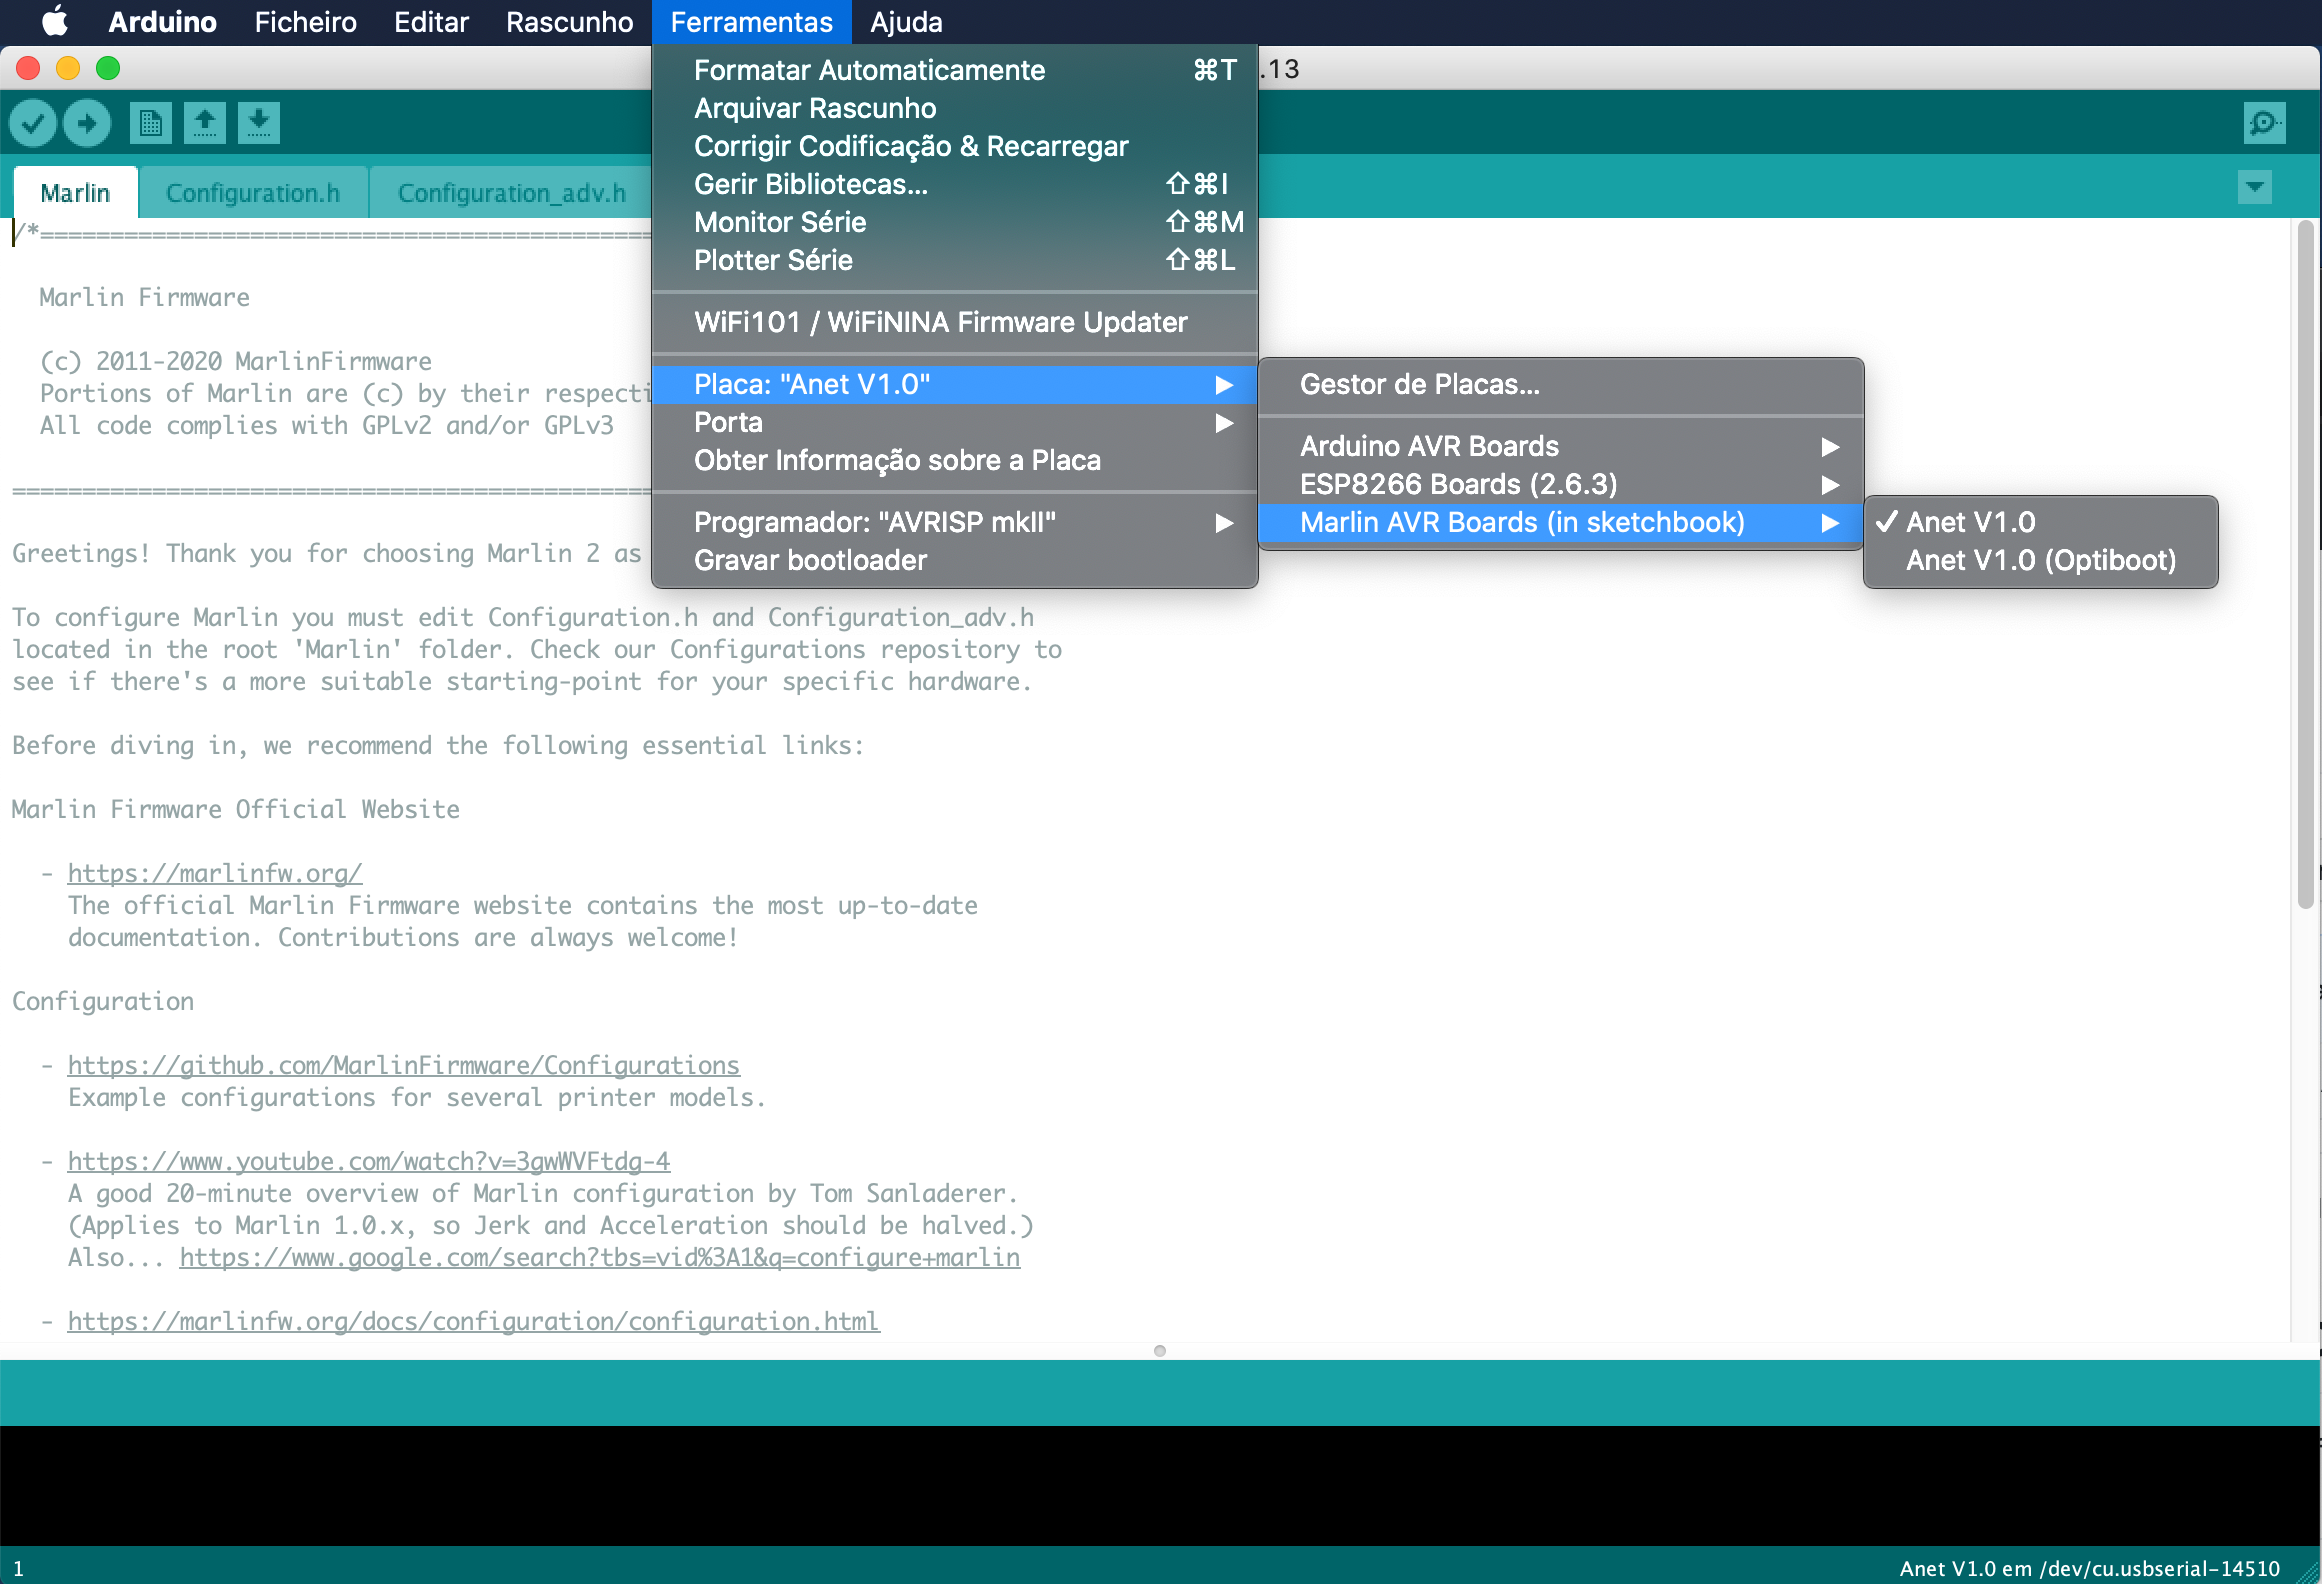 Arduino Ficheiro Editar Rascunho Ferramentas Ajuda
.13
Formatar Automaticamente ⌘T
Arquivar Rascunho
Corrigir Codificação & Recarregar
Gerir Bibliotecas... ⇧⌘I
Monitor Série ⇧⌘M
Plotter Série ⇧⌘L
WiFi101 / WiFiNINA Firmware Updater
Placa: "Anet V1.0"
Porta
Obter Informação sobre a Placa
Programador: "AVRISP mkII"
Gravar bootloader
Gestor de Placas...
Arduino AVR Boards
ESP8266 Boards (2.6.3)
Marlin AVR Boards (in sketchbook)
✓ Anet V1.0
Anet V1.0 (Optiboot)
Marlin Configuration.h Configuration_adv.h
/*============================================
Marlin Firmware
(c) 2011-2020 MarlinFirmware
Portions of Marlin are (c) by their respecti
All code complies with GPLv2 and/or GPLv3
==============================================
Greetings! Thank you for choosing Marlin 2 as
To configure Marlin you must edit Configuration.h and Configuration_adv.h
located in the root 'Marlin' folder. Check our Configurations repository to
see if there's a more suitable starting-point for your specific hardware.
Before diving in, we recommend the following essential links:
Marlin Firmware Official Website
- https://marlinfw.org/
The official Marlin Firmware website contains the most up-to-date
documentation. Contributions are always welcome!
Configuration
- https://github.com/MarlinFirmware/Configurations
Example configurations for several printer models.
- https://www.youtube.com/watch?v=3gwWVFtdg-4
A good 20-minute overview of Marlin configuration by Tom Sanladerer.
(Applies to Marlin 1.0.x, so Jerk and Acceleration should be halved.)
Also... https://www.google.com/search?tbs=vid%3A1&q=configure+marlin
- https://marlinfw.org/docs/configuration/configuration.html
1
Anet V1.0 em /dev/cu.usbserial-14510